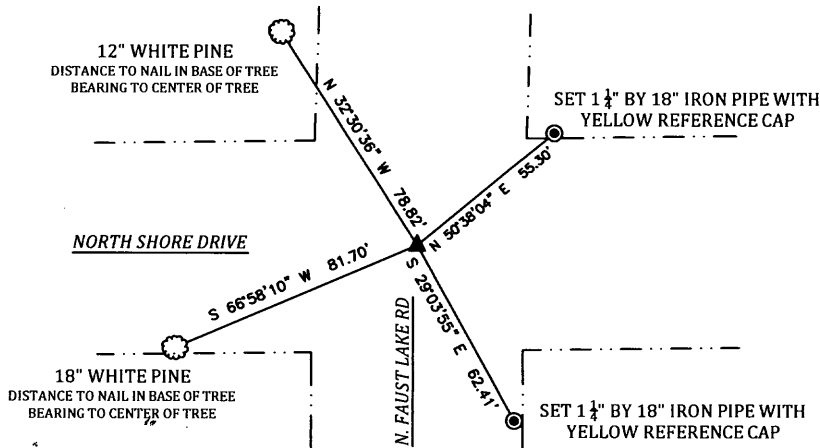 12" WHITE PINE
DISTANCE TO NAIL IN BASE OF TREE
BEARING TO CENTER OF TREE
SET 1 1/4" BY 18" IRON PIPE WITH
YELLOW REFERENCE CAP
N 32°30'36" W 78.82'
N 50°38'04" E 55.30'
NORTH SHORE DRIVE
S 66°58'10" W 81.70'
S 29°03'55" E 62.41'
N. FAUST LAKE RD
18" WHITE PINE
DISTANCE TO NAIL IN BASE OF TREE
BEARING TO CENTER OF TREE
SET 1 1/4" BY 18" IRON PIPE WITH
YELLOW REFERENCE CAP